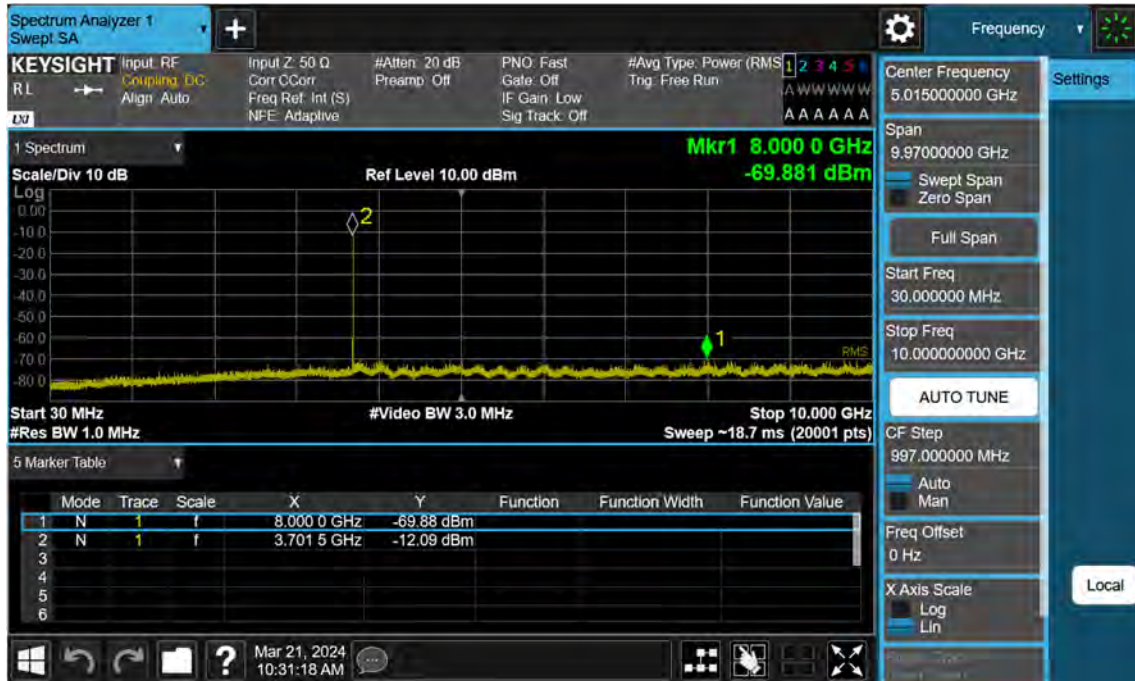 Spectrum Analyzer 1
Swept SA
+
Frequency
KEYSIGHT
RL
LXI
Input: RF
Coupling: DC
Align: Auto
Input Z: 50 Ω
Corr CCorr
Freq Ref: Int (S)
NFE: Adaptive
#Atten: 20 dB
Preamp: Off
PNO: Fast
Gate: Off
IF Gain: Low
Sig Track: Off
#Avg Type: Power (RMS
Trig: Free Run
1 2 3 4 5 6
A W W W W W
A A A A A A
1 Spectrum
Scale/Div 10 dB
Ref Level 10.00 dBm
Mkr1 8.000 0 GHz
-69.881 dBm
Log
0.00
-10.0
-20.0
-30.0
-40.0
-50.0
-60.0
-70.0
-80.0
2
1
RMS
Start 30 MHz
#Video BW 3.0 MHz
Stop 10.000 GHz
#Res BW 1.0 MHz
Sweep ~18.7 ms (20001 pts)
5 Marker Table
Mode Trace Scale X Y Function Function Width Function Value
1 N 1 f 8.000 0 GHz -69.88 dBm
2 N 1 f 3.701 5 GHz -12.09 dBm
3
4
5
6
Mar 21, 2024
10:31:18 AM
?
Center Frequency
5.015000000 GHz
Settings
Span
9.97000000 GHz
Swept Span
Zero Span
Full Span
Start Freq
30.000000 MHz
Stop Freq
10.000000000 GHz
AUTO TUNE
CF Step
997.000000 MHz
Auto
Man
Freq Offset
0 Hz
X Axis Scale
Log
Lin
Local